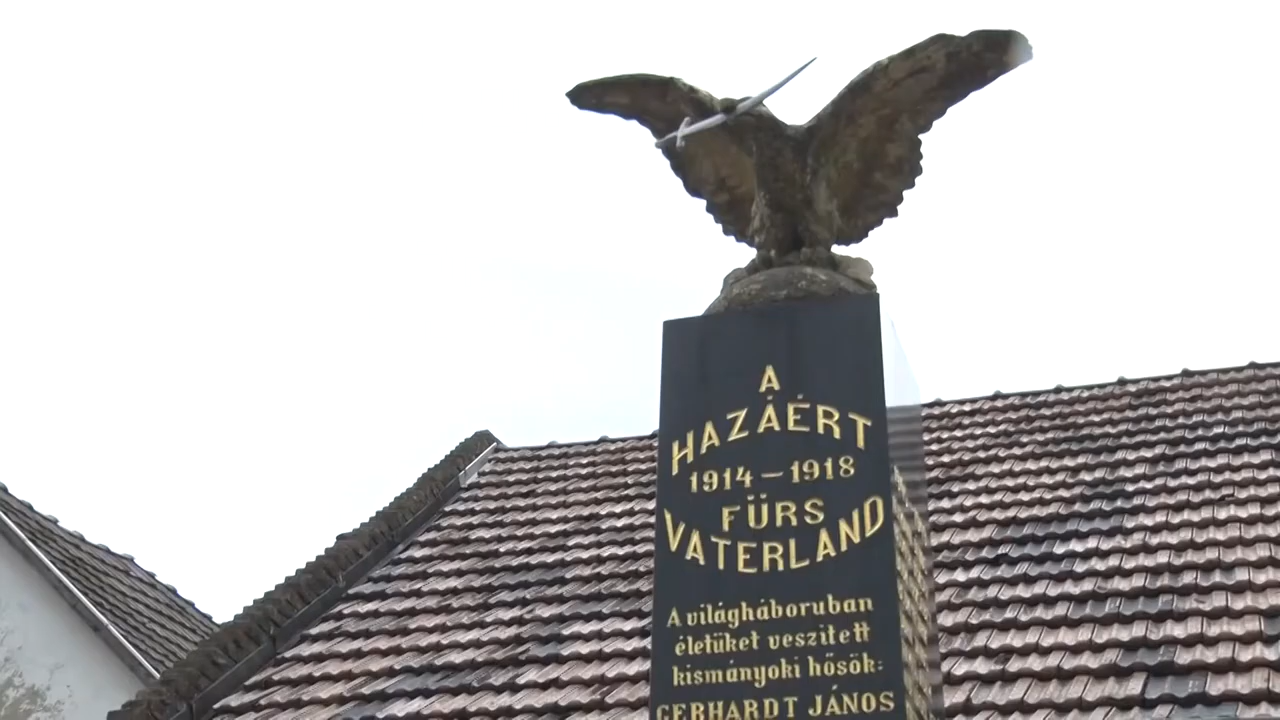 A
HAZÁÉRT
1914–1918
FÜRS
VATERLAND
A világháboruban
életüket veszitett
kismányoki hősök:
GERHARDT JÁNOS